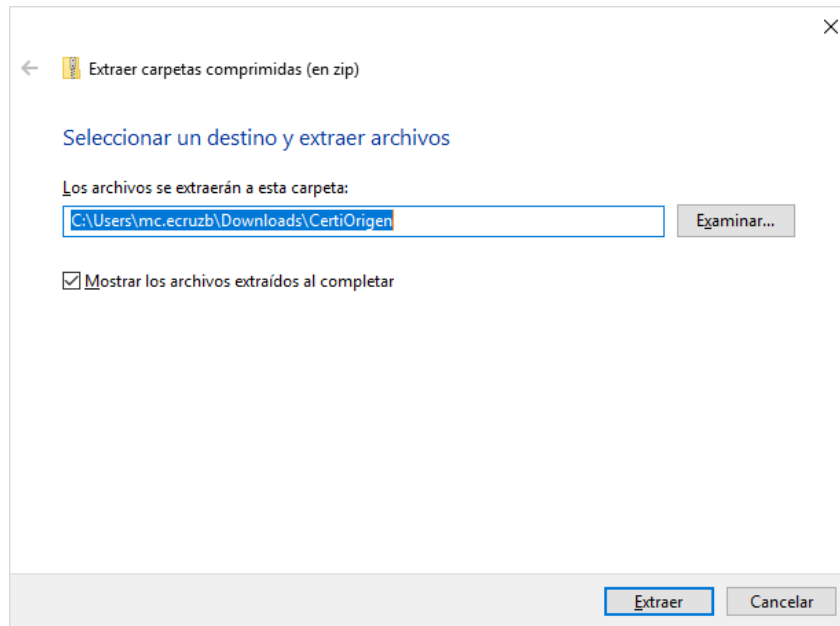 Extraer carpetas comprimidas (en zip)
Seleccionar un destino y extraer archivos
Los archivos se extraerán a esta carpeta:
C:\Users\mc.ecruzb\Downloads\CertiOrigen
Examinar...
Mostrar los archivos extraídos al completar
Extraer
Cancelar